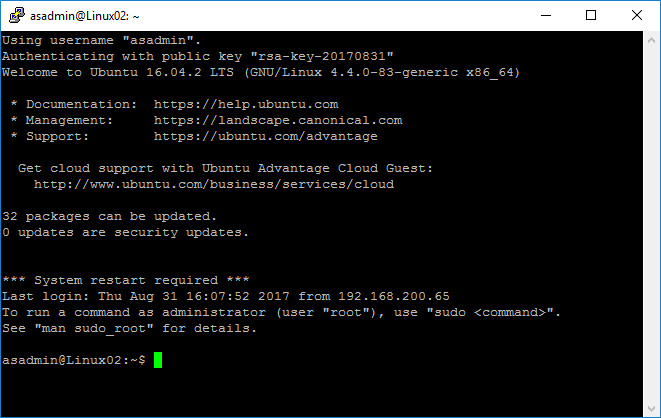 asadmin@Linux02: ~
Using username "asadmin".
Authenticating with public key "rsa-key-20170831"
Welcome to Ubuntu 16.04.2 LTS (GNU/Linux 4.4.0-83-generic x86_64)
* Documentation:  https://help.ubuntu.com
* Management:     https://landscape.canonical.com
* Support:        https://ubuntu.com/advantage
Get cloud support with Ubuntu Advantage Cloud Guest:
http://www.ubuntu.com/business/services/cloud
32 packages can be updated.
0 updates are security updates.
*** System restart required ***
Last login: Thu Aug 31 16:07:52 2017 from 192.168.200.65
To run a command as administrator (user "root"), use "sudo <command>".
See "man sudo_root" for details.
asadmin@Linux02:~$